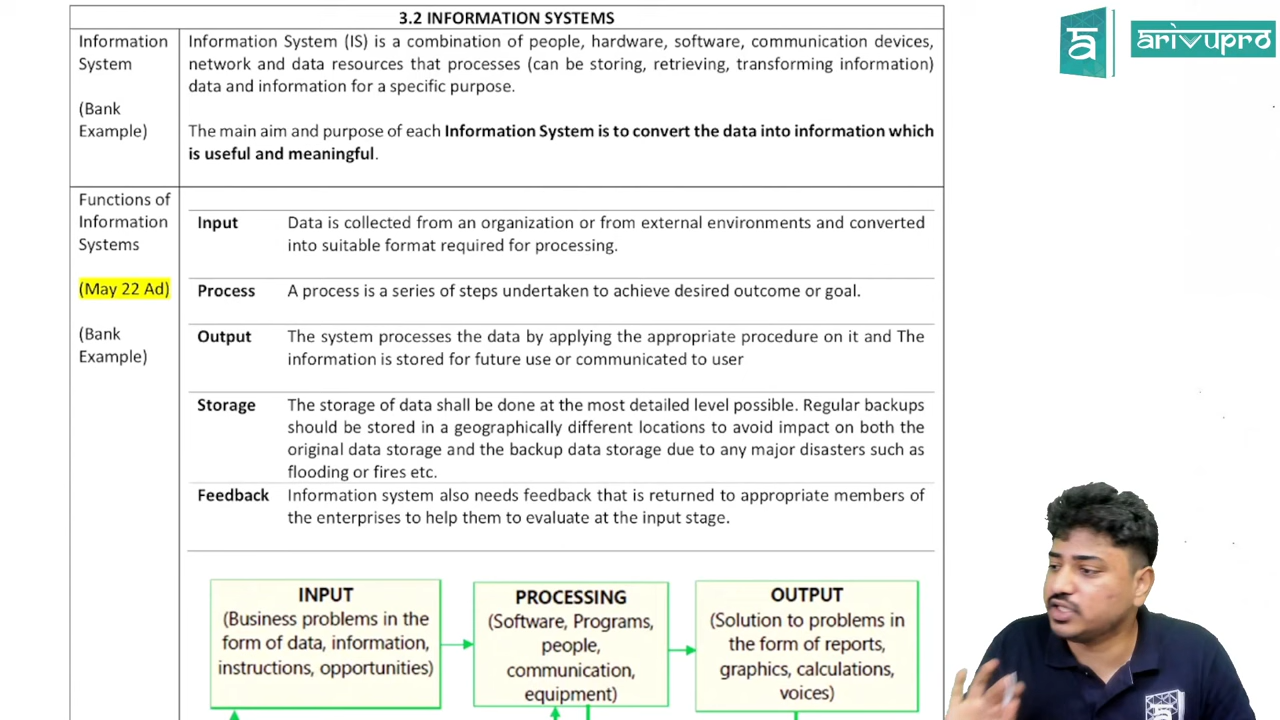 3.2 INFORMATION SYSTEMS
Information
System
(Bank
Example)
Information System (IS) is a combination of people, hardware, software, communication devices,
network and data resources that processes (can be storing, retrieving, transforming information)
data and information for a specific purpose.
The main aim and purpose of each Information System is to convert the data into information which
is useful and meaningful.
Functions of
Information
Systems
(May 22 Ad)
(Bank
Example)
Input
Data is collected from an organization or from external environments and converted
into suitable format required for processing.
Process
A process is a series of steps undertaken to achieve desired outcome or goal.
Output
The system processes the data by applying the appropriate procedure on it and The
information is stored for future use or communicated to user
Storage
The storage of data shall be done at the most detailed level possible. Regular backups
should be stored in a geographically different locations to avoid impact on both the
original data storage and the backup data storage due to any major disasters such as
flooding or fires etc.
Feedback
Information system also needs feedback that is returned to appropriate members of
the enterprises to help them to evaluate at the input stage.
INPUT
(Business problems in the
form of data, information,
instructions, opportunities)
PROCESSING
(Software, Programs,
people,
communication,
equipment)
OUTPUT
(Solution to problems in
the form of reports,
graphics, calculations,
voices)
arivupro